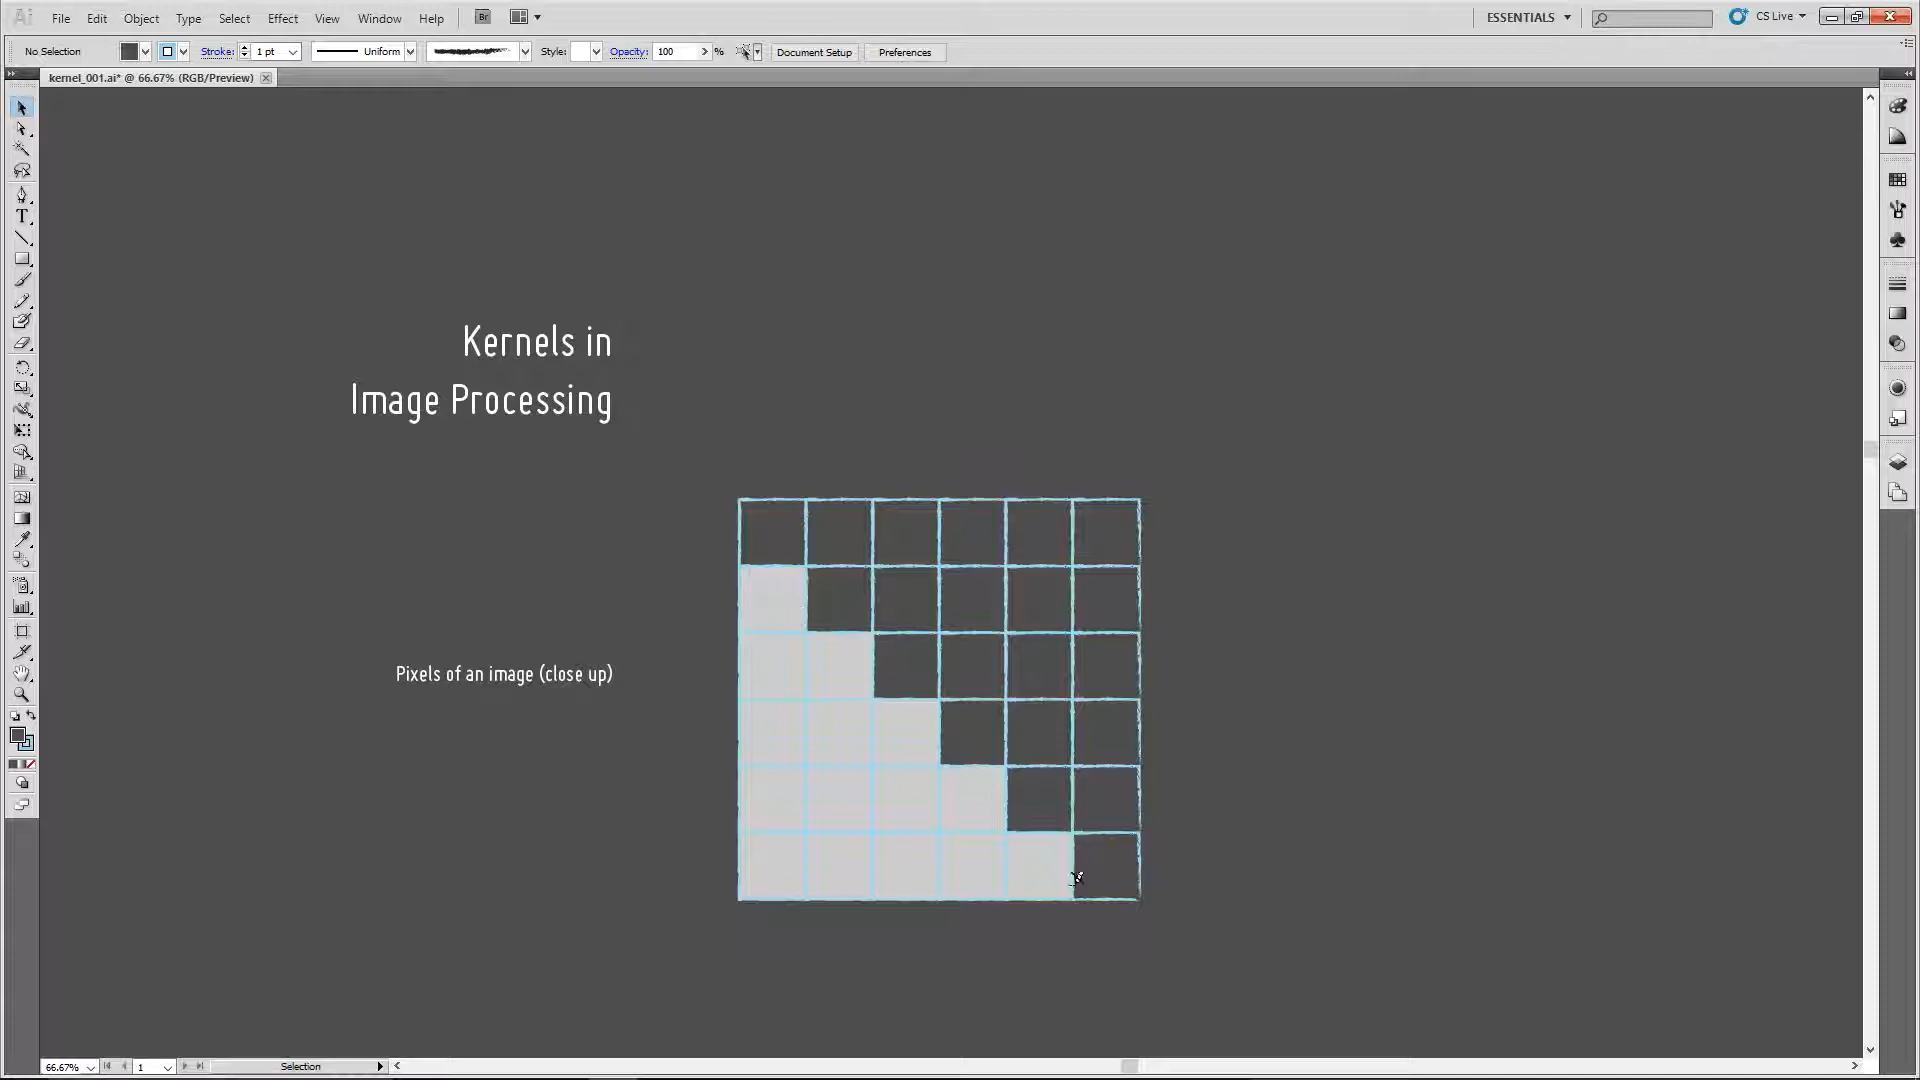 Ai File Edit Object Type Select Effect View Window Help Br ESSENTIALS CS Live
No Selection Stroke: 1 pt Uniform Style: Opacity: 100 % Document Setup Preferences
kernel_001.ai* @ 66.67% (RGB/Preview)
Kernels in
Image Processing
Pixels of an image (close up)
66.67% 1 Selection